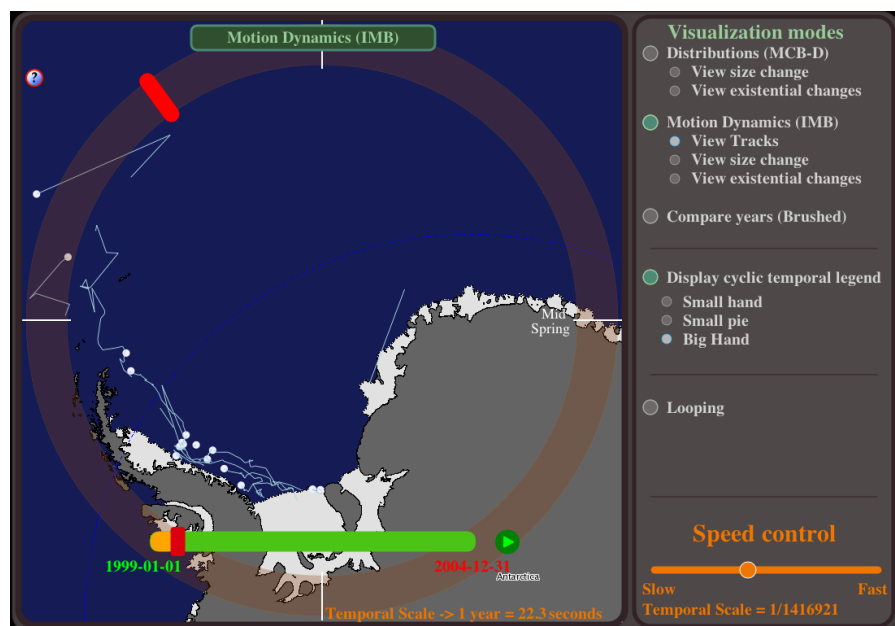 Motion Dynamics (IMB)
?
Mid
Spring
1999-01-01
2004-12-31
Antarctica
Temporal Scale -> 1 year = 22.3 seconds
Visualization modes
Distributions (MCB-D)
View size change
View existential changes
Motion Dynamics (IMB)
View Tracks
View size change
View existential changes
Compare years (Brushed)
Display cyclic temporal legend
Small hand
Small pie
Big Hand
Looping
Speed control
Slow
Fast
Temporal Scale = 1/1416921